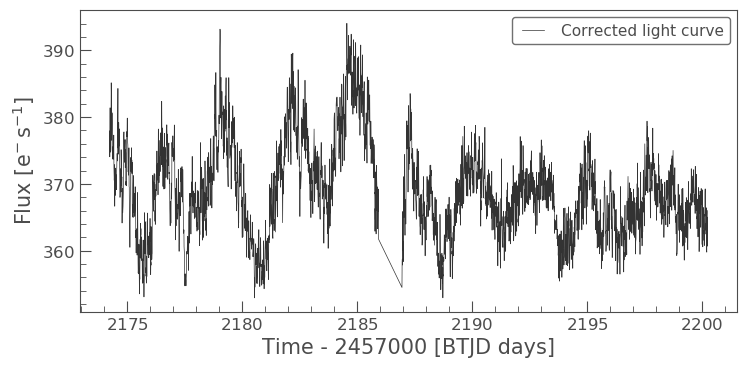 Corrected light curve
Flux [e⁻ s⁻¹]
390
380
370
360
2175 2180 2185 2190 2195 2200
Time - 2457000 [BTJD days]